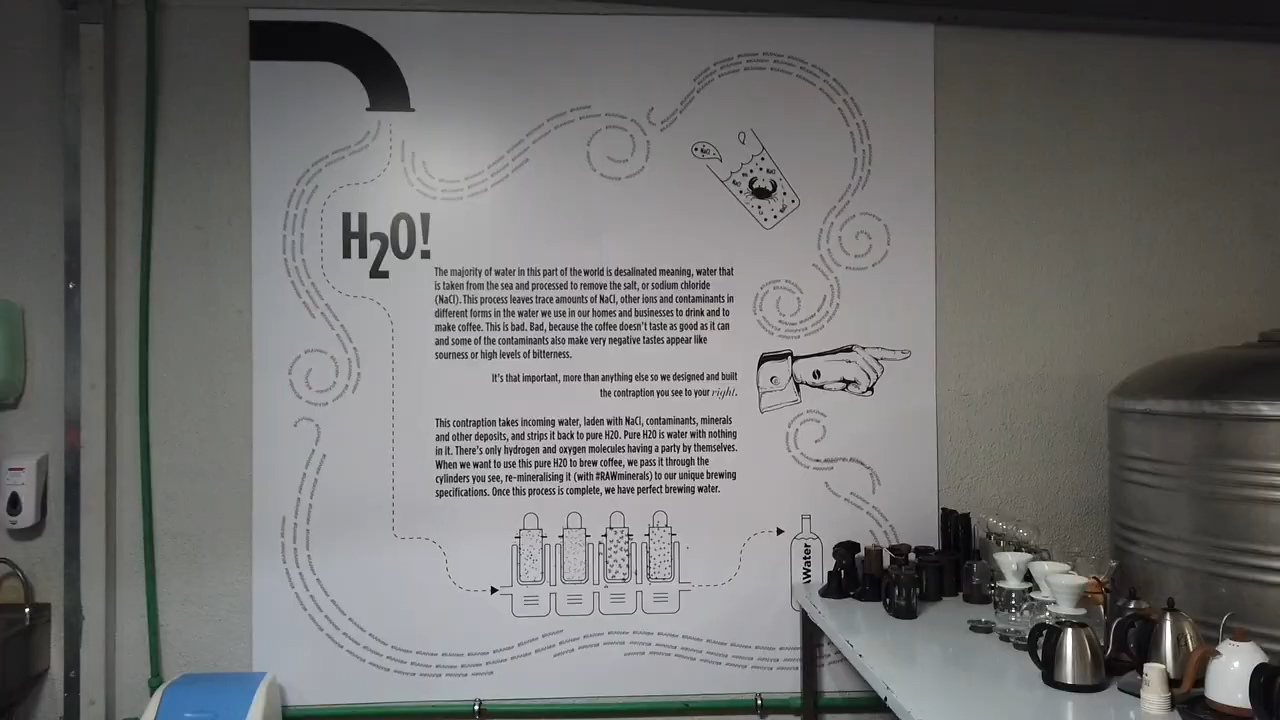 H2O!
The majority of water in this part of the world is desalinated meaning, water that
is taken from the sea and processed to remove the salt, or sodium chloride
(NaCl). This process leaves trace amounts of NaCl, other ions and contaminants in
different forms in the water we use in our homes and businesses to drink and to
make coffee. This is bad. Bad, because the coffee doesn't taste as good as it can
and some of the contaminants also make very negative tastes appear like
sourness or high levels of bitterness.
It's that important, more than anything else so we designed and built
the contraption you see to your right.
This contraption takes incoming water, laden with NaCl, contaminants, minerals
and other deposits, and strips it back to pure H2O. Pure H2O is water with nothing
in it. There's only hydrogen and oxygen molecules having a party by themselves.
When we want to use this pure H2O to brew coffee, we pass it through the
cylinders you see, re-mineralising it (with #RAWminerals) to our unique brewing
specifications. Once this process is complete, we have perfect brewing water.
Water